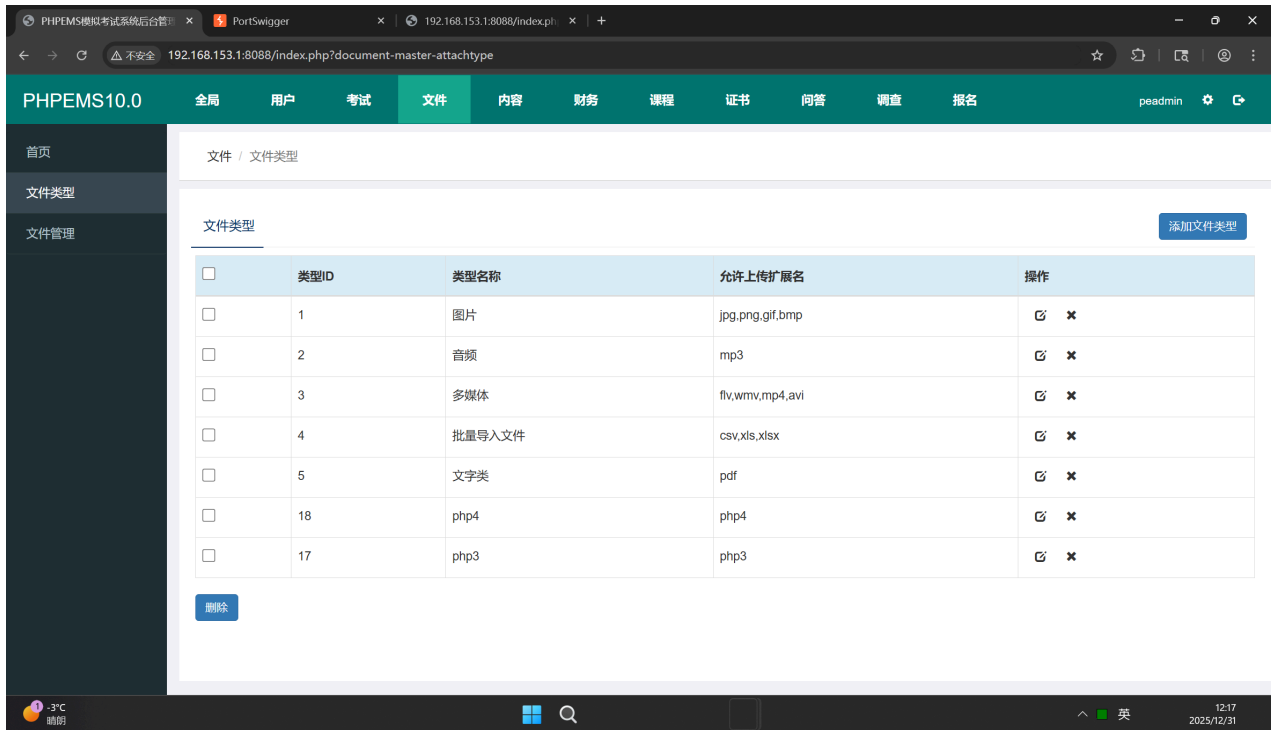 PHPEMS模拟考试系统后台管理
PortSwigger
192.168.153.1:8088/index.ph
不安全 192.168.153.1:8088/index.php?document-master-attachtype
PHPEMS10.0 全局 用户 考试 文件 内容 财务 课程 证书 问答 调查 报名 peadmin
首页
文件类型
文件管理
文件 / 文件类型
文件类型
添加文件类型
类型ID 类型名称 允许上传扩展名 操作
1 图片 jpg,png,gif,bmp
2 音频 mp3
3 多媒体 flv,wmv,mp4,avi
4 批量导入文件 csv,xls,xlsx
5 文字类 pdf
18 php4 php4
17 php3 php3
删除
1
-3°C
晴朗
英
12:17
2025/12/31